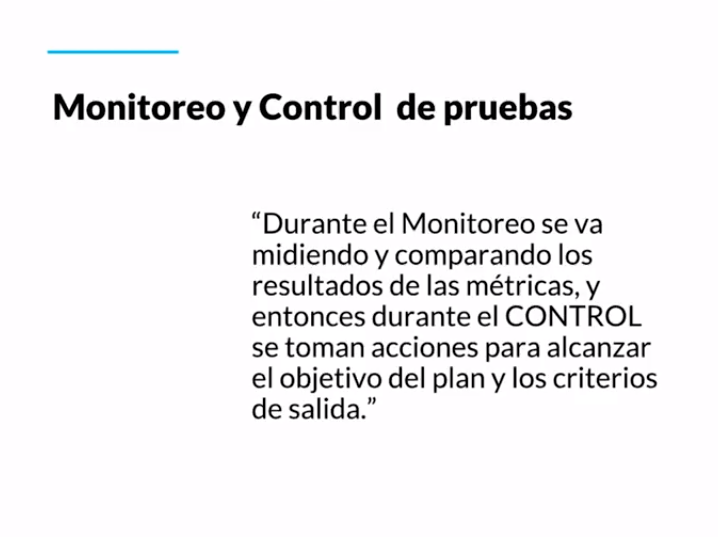 Monitoreo y Control de pruebas
“Durante el Monitoreo se va
midiendo y comparando los
resultados de las métricas, y
entonces durante el CONTROL
se toman acciones para alcanzar
el objetivo del plan y los criterios
de salida.”